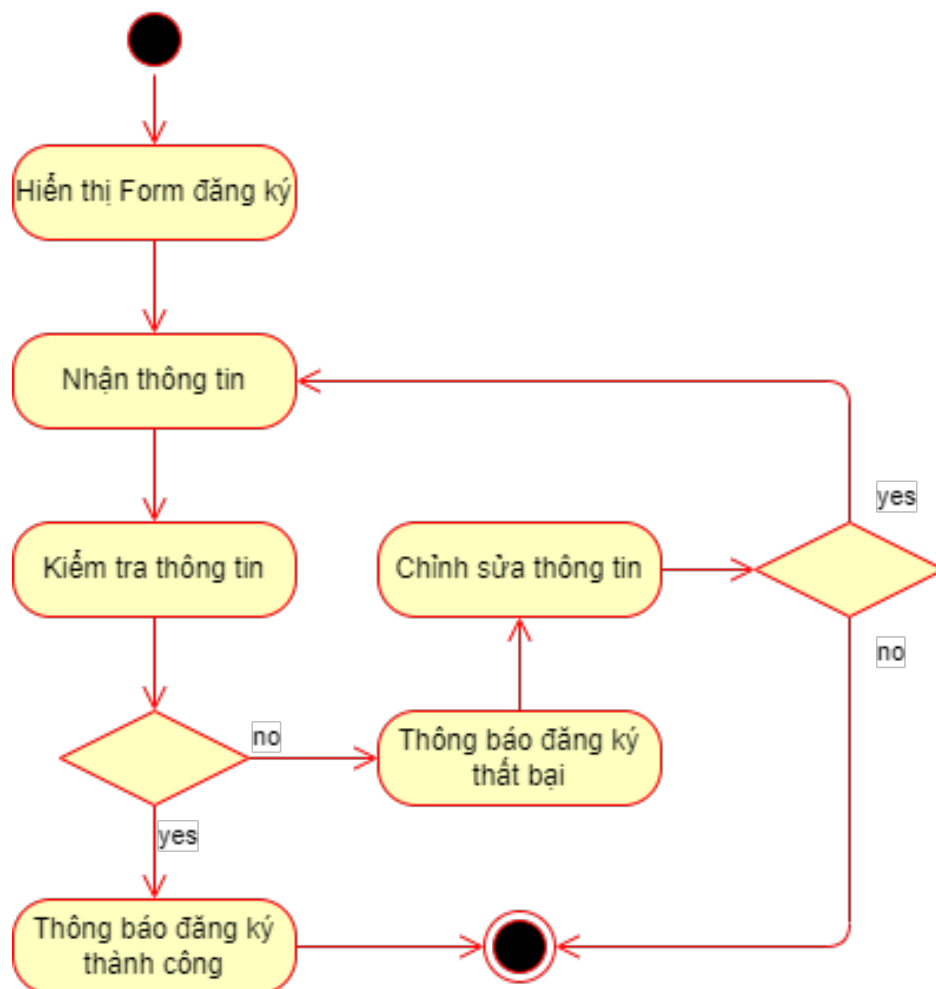 Hiển thị Form đăng ký
Nhận thông tin
yes
Kiểm tra thông tin
Chỉnh sửa thông tin
no
no
Thông báo đăng ký
thất bại
yes
Thông báo đăng ký
thành công